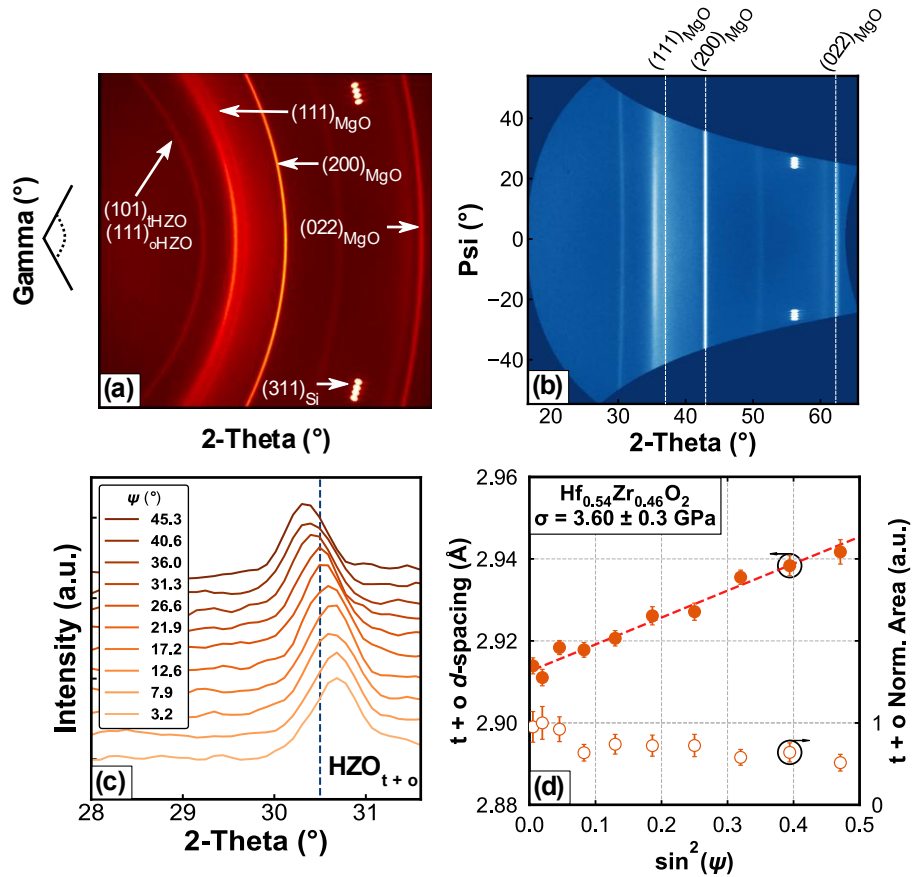 (111)MgO
(200)MgO
(101)tHZO
(111)oHZO
(022)MgO
(311)Si
Gamma (°)
(a)
2-Theta (°)
(111)MgO
(200)MgO
(022)MgO
40
20
0
−20
−40
Psi (°)
(b)
20 30 40 50 60
2-Theta (°)
ψ (°)
45.3
40.6
36.0
31.3
26.6
21.9
17.2
12.6
7.9
3.2
Intensity (a.u.)
HZO t + o
(c)
28 29 30 31
2-Theta (°)
2.96
2.94
2.92
2.90
2.88
t + o d-spacing (Å)
Hf0.54Zr0.46O2
σ = 3.60 ± 0.3 GPa
1
0
t + o Norm. Area (a.u.)
(d)
0.0 0.1 0.2 0.3 0.4 0.5
sin²(ψ)